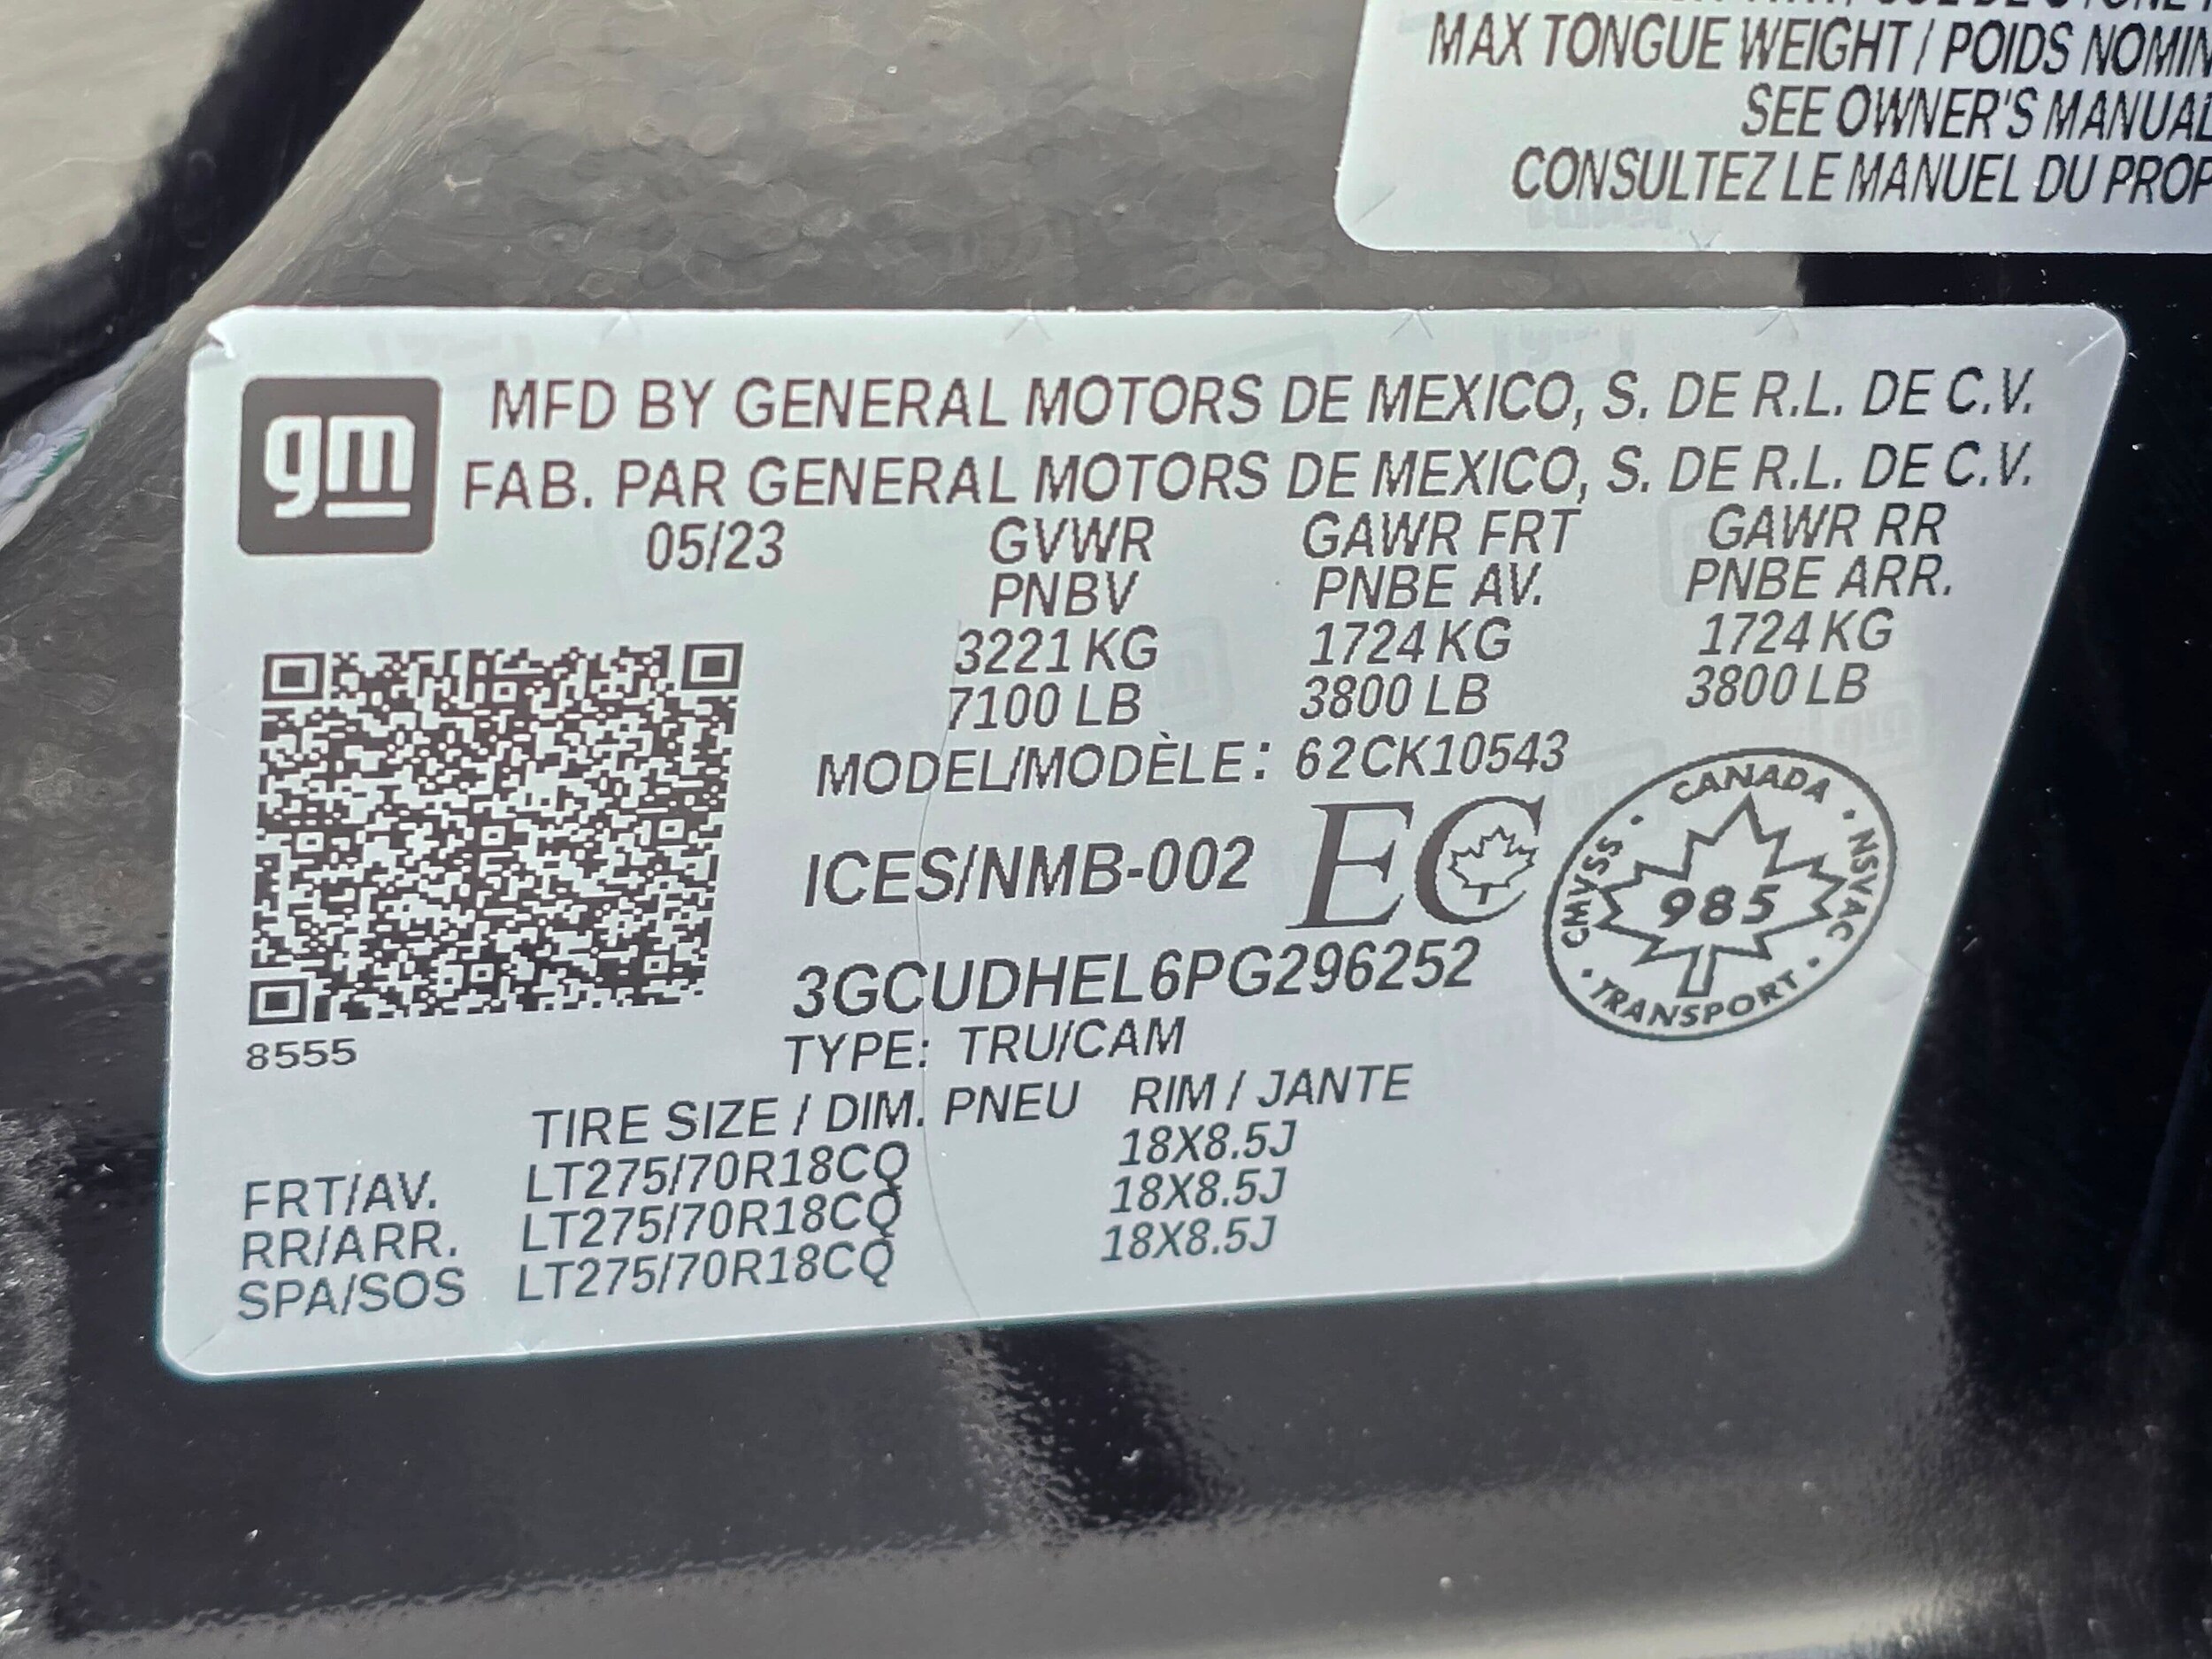 MAX TONGUE WEIGHT / POIDS NOMIN
SEE OWNER'S MANUAL
CONSULTEZ LE MANUEL DU PROP
gm
MFD BY GENERAL MOTORS DE MEXICO, S. DE R.L. DE C.V.
FAB. PAR GENERAL MOTORS DE MEXICO, S. DE R.L. DE C.V.
05/23 GVWR GAWR FRT GAWR RR
PNBV PNBE AV. PNBE ARR.
3221 KG 1724 KG 1724 KG
7100 LB 3800 LB 3800 LB
MODEL/MODÈLE: 62CK10543
ICES/NMB-002 EC
CANADA · NSVAC · TRANSPORT · CMVSS ·
985
3GCUDHEL6PG296252
8555
TYPE: TRU/CAM
TIRE SIZE / DIM. PNEU RIM / JANTE
FRT/AV. LT275/70R18CQ 18X8.5J
RR/ARR. LT275/70R18CQ 18X8.5J
SPA/SOS LT275/70R18CQ 18X8.5J